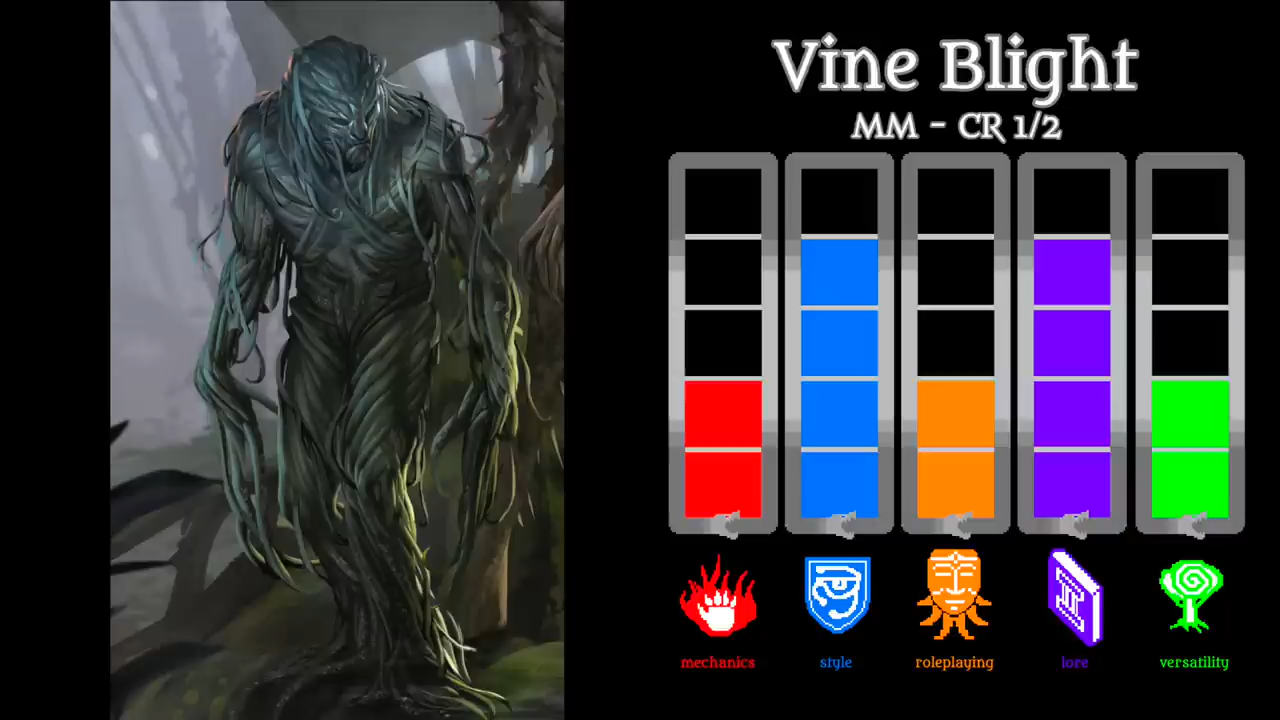 Vine Blight
MM - CR 1/2
mechanics
style
roleplaying
lore
versatility